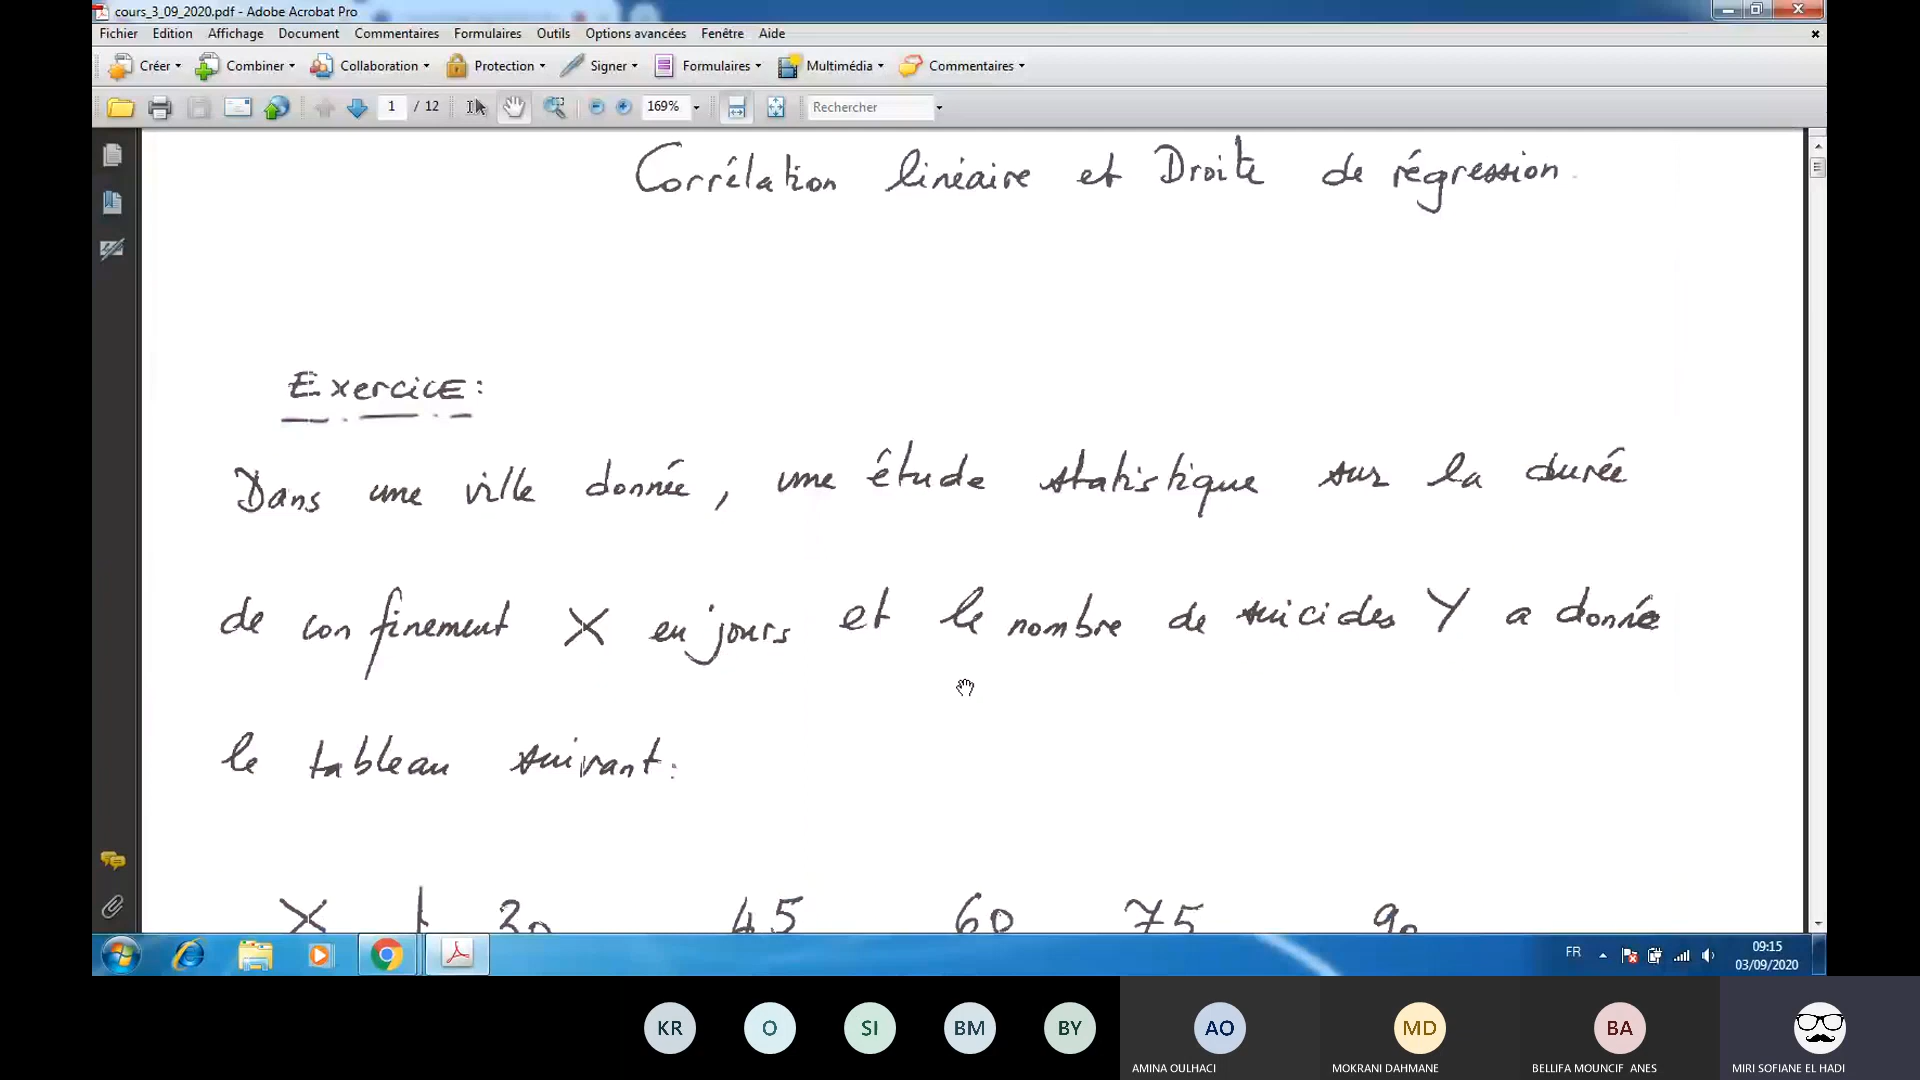 cours_3_09_2020.pdf - Adobe Acrobat Pro
Fichier Edition Affichage Document Commentaires Formulaires Outils Options avancées Fenêtre Aide
Créer Combiner Collaboration Protection Signer Formulaires Multimédia Commentaires
1 / 12 169% Rechercher
Corrélation linéaire et Droite de régression.
Exercice:
Dans une ville donnée, une étude statistique sur la durée
de confinement X en jours et le nombre de suicides Y a donnée
le tableau suivant:
X 30 45 60 75 90
FR 09:15
03/09/2020
KR O SI BM BY AO MD BA
AMINA OULHACI MOKRANI DAHMANE BELLIFA MOUNCIF ANES MIRI SOFIANE EL HADI